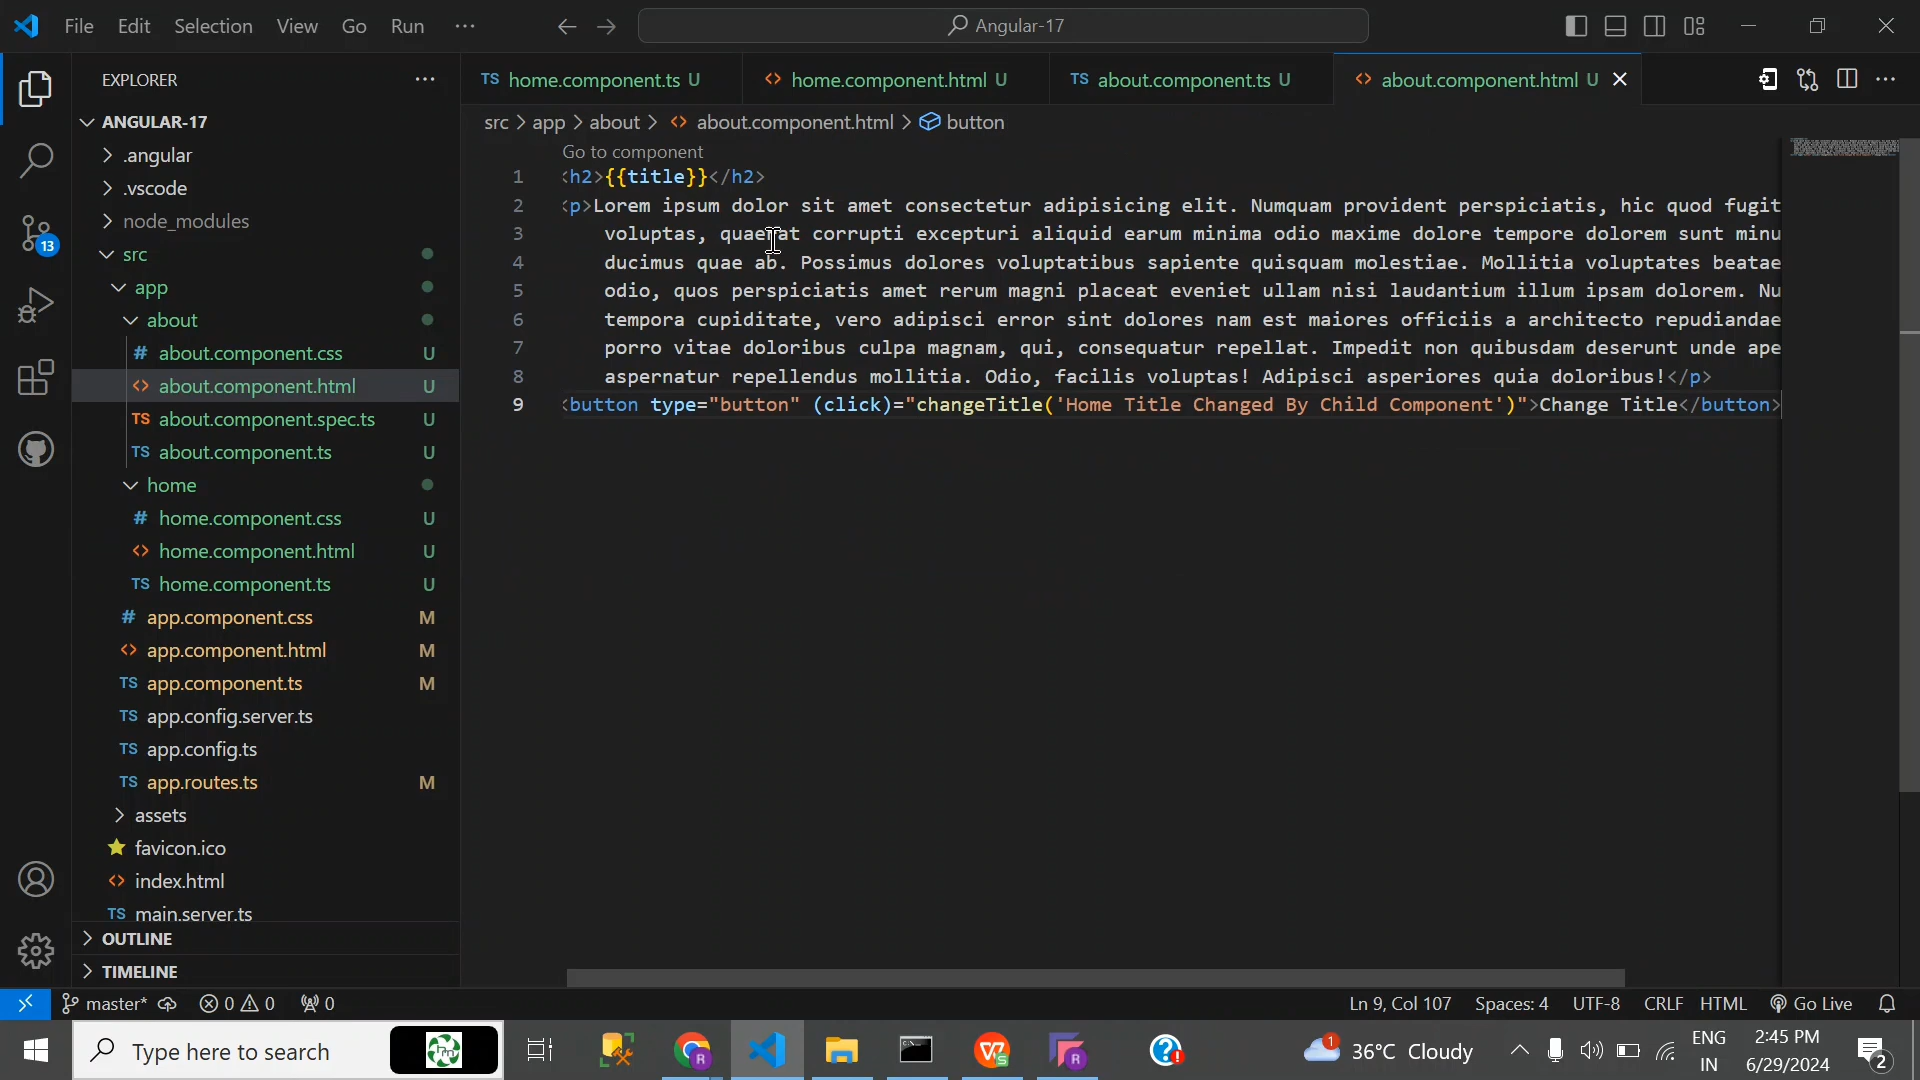 File Edit Selection View Go Run ··· Angular-17
EXPLORER ···
ANGULAR-17
.angular
.vscode
node_modules
src
app
about
# about.component.css U
<> about.component.html U
TS about.component.spec.ts U
TS about.component.ts U
home
# home.component.css U
<> home.component.html U
TS home.component.ts U
# app.component.css M
<> app.component.html M
TS app.component.ts M
TS app.config.server.ts
TS app.config.ts
TS app.routes.ts M
assets
favicon.ico
<> index.html
TS main.server.ts
OUTLINE
TIMELINE
13
TS home.component.ts U <> home.component.html U TS about.component.ts U <> about.component.html U
src > app > about > <> about.component.html > button
Go to component
1 <h2>{{title}}</h2>
2 <p>Lorem ipsum dolor sit amet consectetur adipisicing elit. Numquam provident perspiciatis, hic quod fugit
3 voluptas, quaerat corrupti excepturi aliquid earum minima odio maxime dolore tempore dolorem sunt minu
4 ducimus quae ab. Possimus dolores voluptatibus sapiente quisquam molestiae. Mollitia voluptates beatae
5 odio, quos perspiciatis amet rerum magni placeat eveniet ullam nisi laudantium illum ipsam dolorem. Nu
6 tempora cupiditate, vero adipisci error sint dolores nam est maiores officiis a architecto repudiandae
7 porro vitae doloribus culpa magnam, qui, consequatur repellat. Impedit non quibusdam deserunt unde ape
8 aspernatur repellendus mollitia. Odio, facilis voluptas! Adipisci asperiores quia doloribus!</p>
9 <button type="button" (click)="changeTitle('Home Title Changed By Child Component')">Change Title</button>
master* 0 0 0 Ln 9, Col 107 Spaces: 4 UTF-8 CRLF HTML Go Live
Type here to search 1 36°C Cloudy ENG 2:45 PM
IN 6/29/2024 2